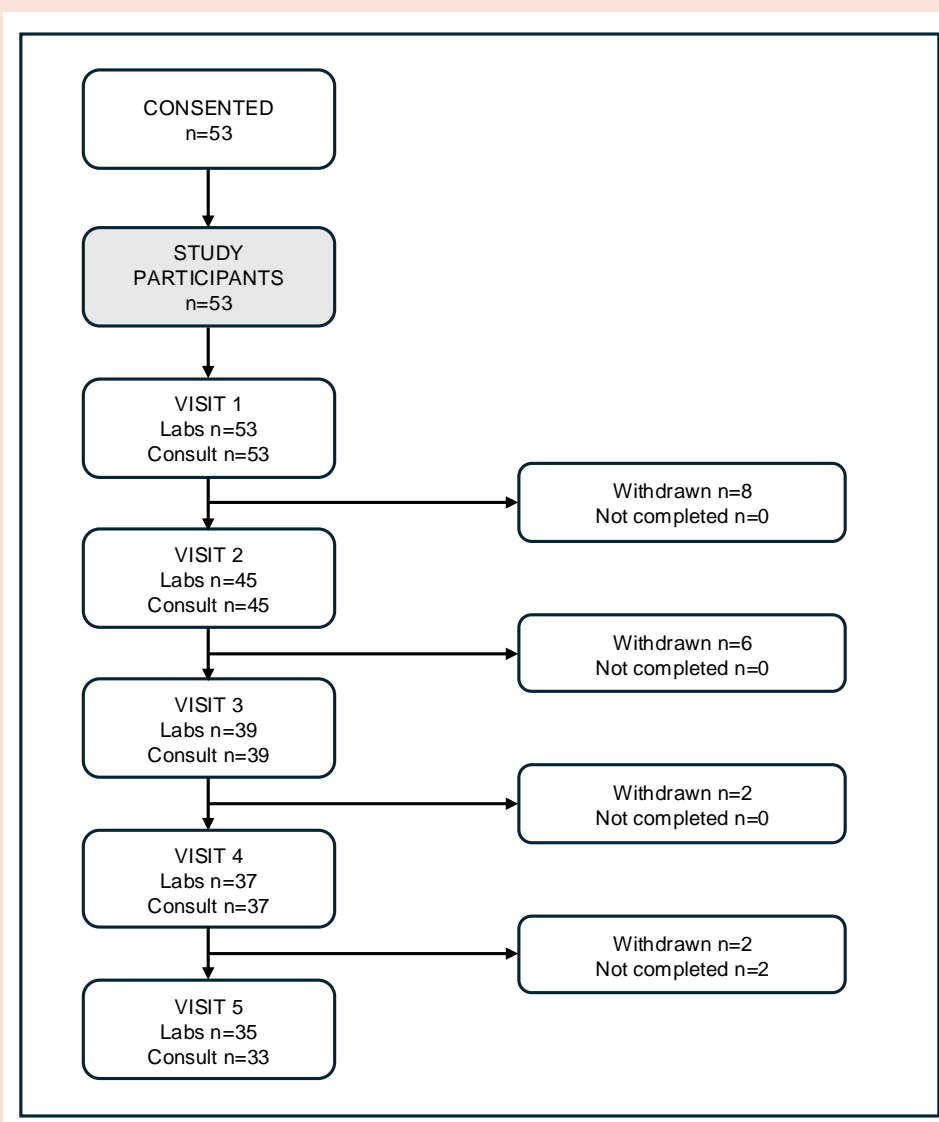 CONSENTED
n=53
STUDY
PARTICIPANTS
n=53
VISIT 1
Labs n=53
Consult n=53
Withdrawn n=8
Not completed n=0
VISIT 2
Labs n=45
Consult n=45
Withdrawn n=6
Not completed n=0
VISIT 3
Labs n=39
Consult n=39
Withdrawn n=2
Not completed n=0
VISIT 4
Labs n=37
Consult n=37
Withdrawn n=2
Not completed n=2
VISIT 5
Labs n=35
Consult n=33